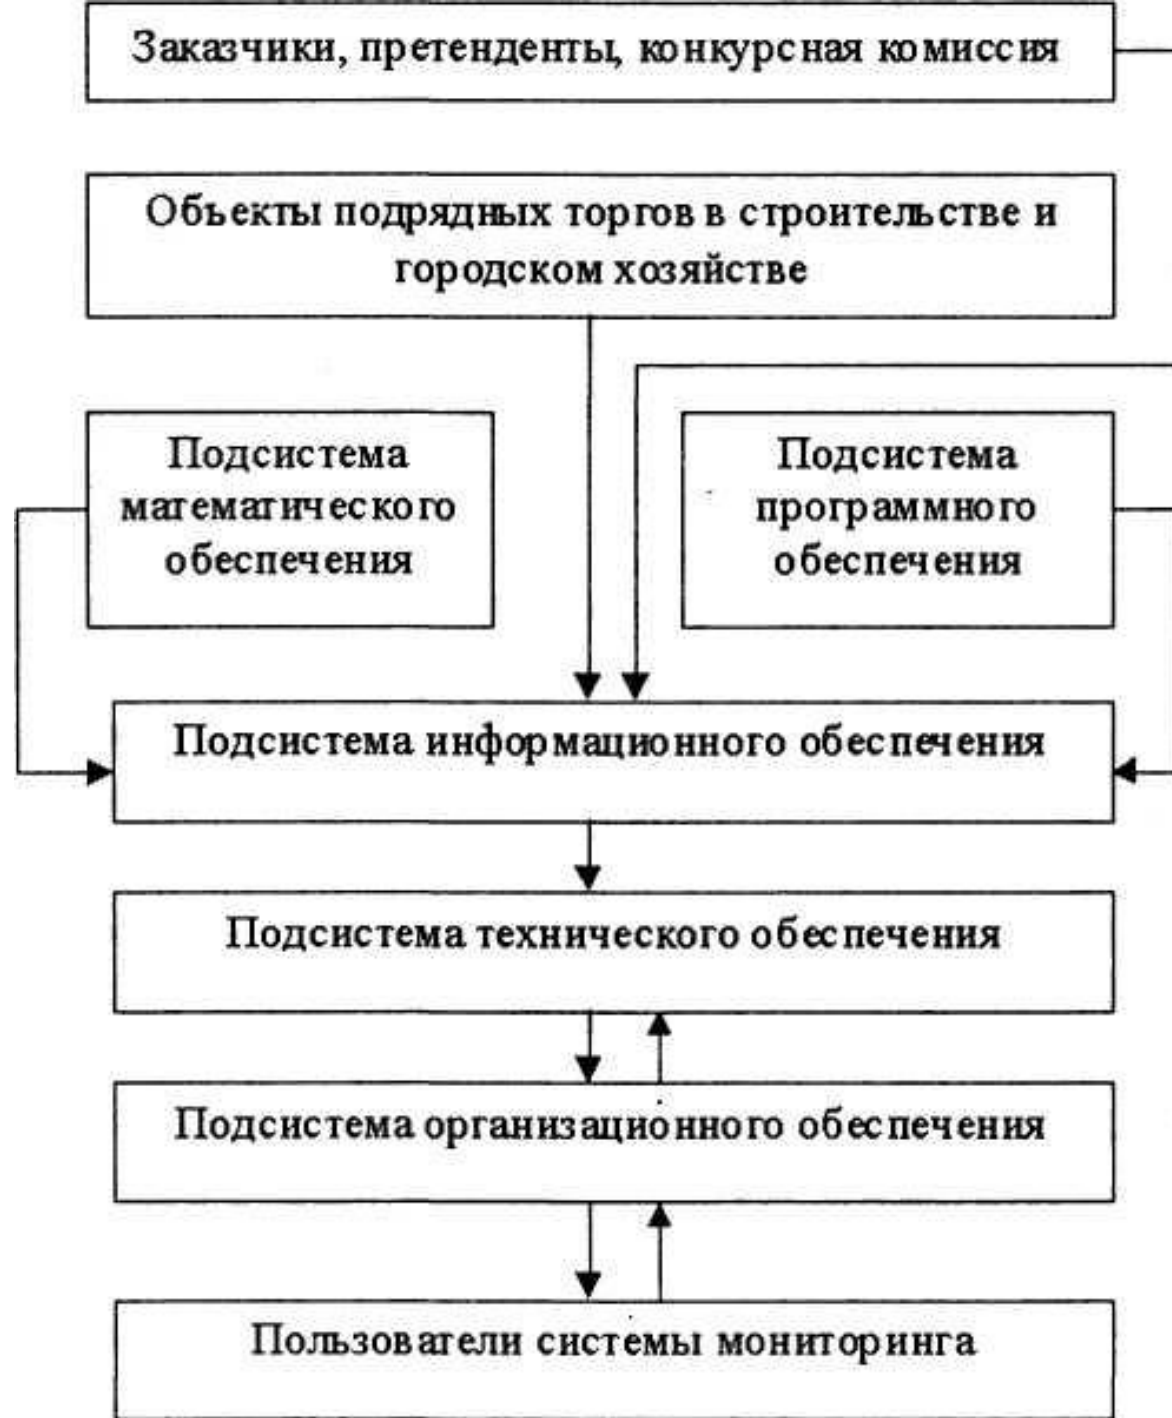 Заказчики, претенденты, конкурсная комиссия
Объекты подрядных торгов в строительстве и
городском хозяйстве
Подсистема
математического
обеспечения
Подсистема
программного
обеспечения
Подсистема информационного обеспечения
Подсистема технического обеспечения
Подсистема организационного обеспечения
Пользователи системы мониторинга